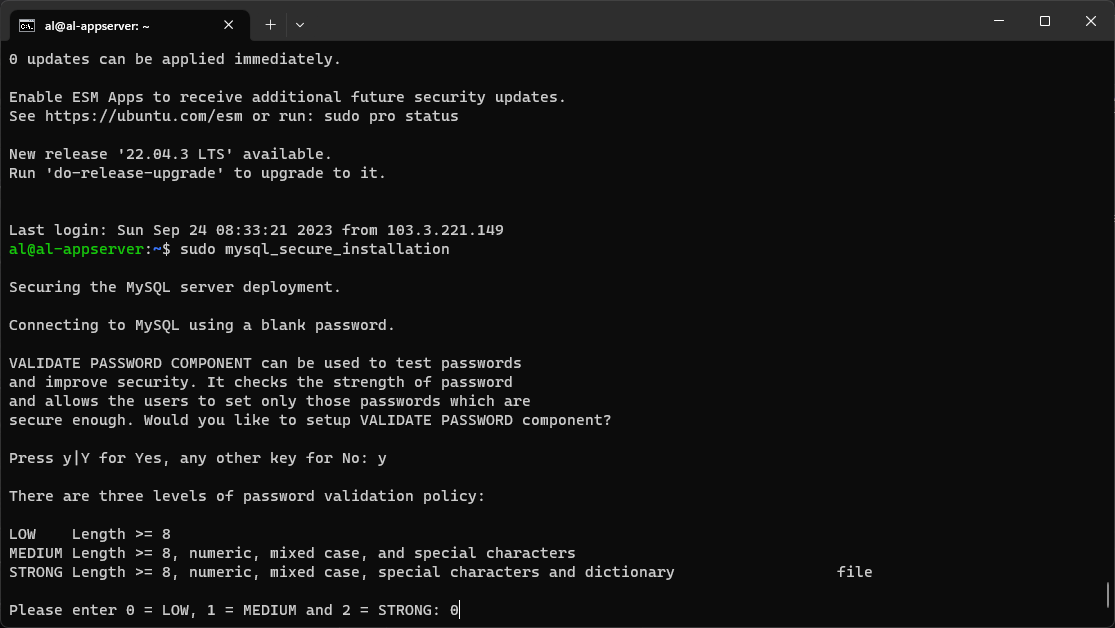 al@al-appserver: ~
0 updates can be applied immediately.
Enable ESM Apps to receive additional future security updates.
See https://ubuntu.com/esm or run: sudo pro status
New release '22.04.3 LTS' available.
Run 'do-release-upgrade' to upgrade to it.
Last login: Sun Sep 24 08:33:21 2023 from 103.3.221.149
al@al-appserver:~$ sudo mysql_secure_installation
Securing the MySQL server deployment.
Connecting to MySQL using a blank password.
VALIDATE PASSWORD COMPONENT can be used to test passwords
and improve security. It checks the strength of password
and allows the users to set only those passwords which are
secure enough. Would you like to setup VALIDATE PASSWORD component?
Press y|Y for Yes, any other key for No: y
There are three levels of password validation policy:
LOW    Length >= 8
MEDIUM Length >= 8, numeric, mixed case, and special characters
STRONG Length >= 8, numeric, mixed case, special characters and dictionary                  file
Please enter 0 = LOW, 1 = MEDIUM and 2 = STRONG: 0